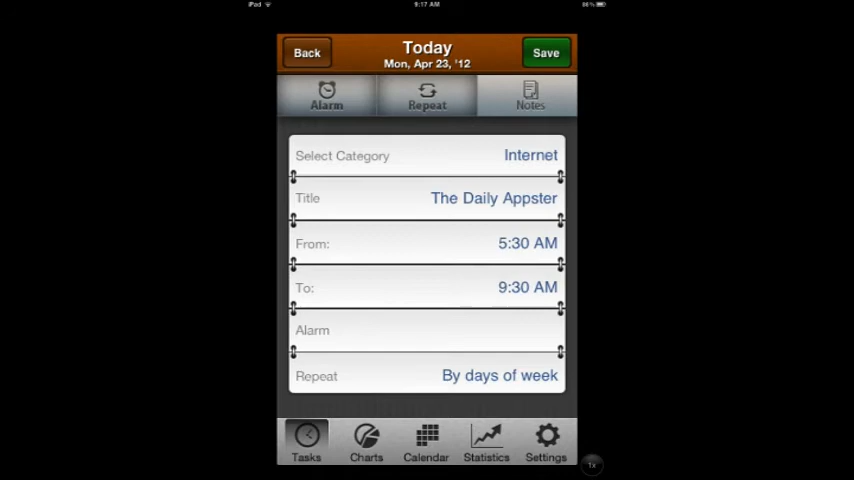 iPad 9:17 AM 86%
Back Today Save
Mon, Apr 23, '12
Alarm Repeat Notes
Select Category Internet
Title The Daily Appster
From: 5:30 AM
To: 9:30 AM
Alarm
Repeat By days of week
Tasks Charts Calendar Statistics Settings
1x